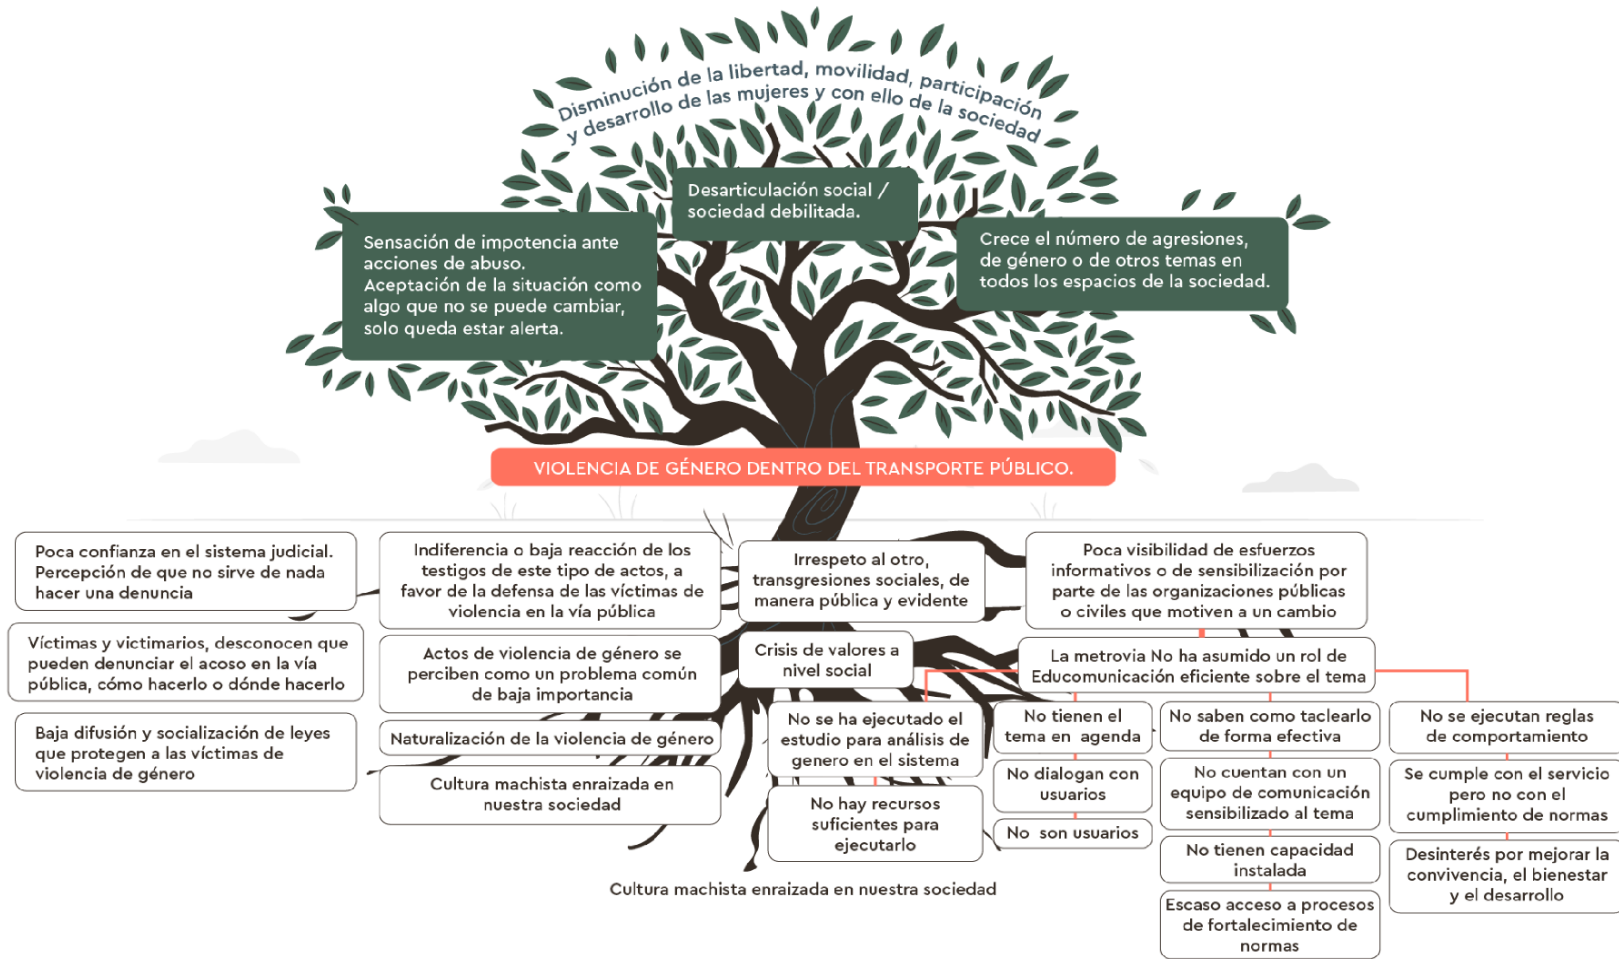 Disminución de la libertad, movilidad, participación
y desarrollo de las mujeres y con ello de la sociedad
Desarticulación social /
sociedad debilitada.
Sensación de impotencia ante
acciones de abuso.
Aceptación de la situación como
algo que no se puede cambiar,
solo queda estar alerta.
Crece el número de agresiones,
de género o de otros temas en
todos los espacios de la sociedad.
VIOLENCIA DE GÉNERO DENTRO DEL TRANSPORTE PÚBLICO.
Poca confianza en el sistema judicial.
Percepción de que no sirve de nada
hacer una denuncia
Víctimas y victimarios, desconocen que
pueden denunciar el acoso en la vía
pública, cómo hacerlo o dónde hacerlo
Baja difusión y socialización de leyes
que protegen a las víctimas de
violencia de género
Indiferencia o baja reacción de los
testigos de este tipo de actos, a
favor de la defensa de las víctimas de
violencia en la vía pública
Actos de violencia de género se
perciben como un problema común
de baja importancia
Naturalización de la violencia de género
Cultura machista enraizada en
nuestra sociedad
Irrespeto al otro,
transgresiones sociales, de
manera pública y evidente
Crisis de valores a
nivel social
Poca visibilidad de esfuerzos
informativos o de sensibilización por
parte de las organizaciones públicas
o civiles que motiven a un cambio
La metrovia No ha asumido un rol de
Educomunicación eficiente sobre el tema
No se ha ejecutado el
estudio para análisis de
genero en el sistema
No hay recursos
suficientes para
ejecutarlo
No tienen el
tema en agenda
No dialogan con
usuarios
No son usuarios
No saben como taclearlo
de forma efectiva
No cuentan con un
equipo de comunicación
sensibilizado al tema
No tienen capacidad
instalada
Escaso acceso a procesos
de fortalecimiento de
normas
No se ejecutan reglas
de comportamiento
Se cumple con el servicio
pero no con el
cumplimiento de normas
Desinterés por mejorar la
convivencia, el bienestar
y el desarrollo
Cultura machista enraizada en nuestra sociedad